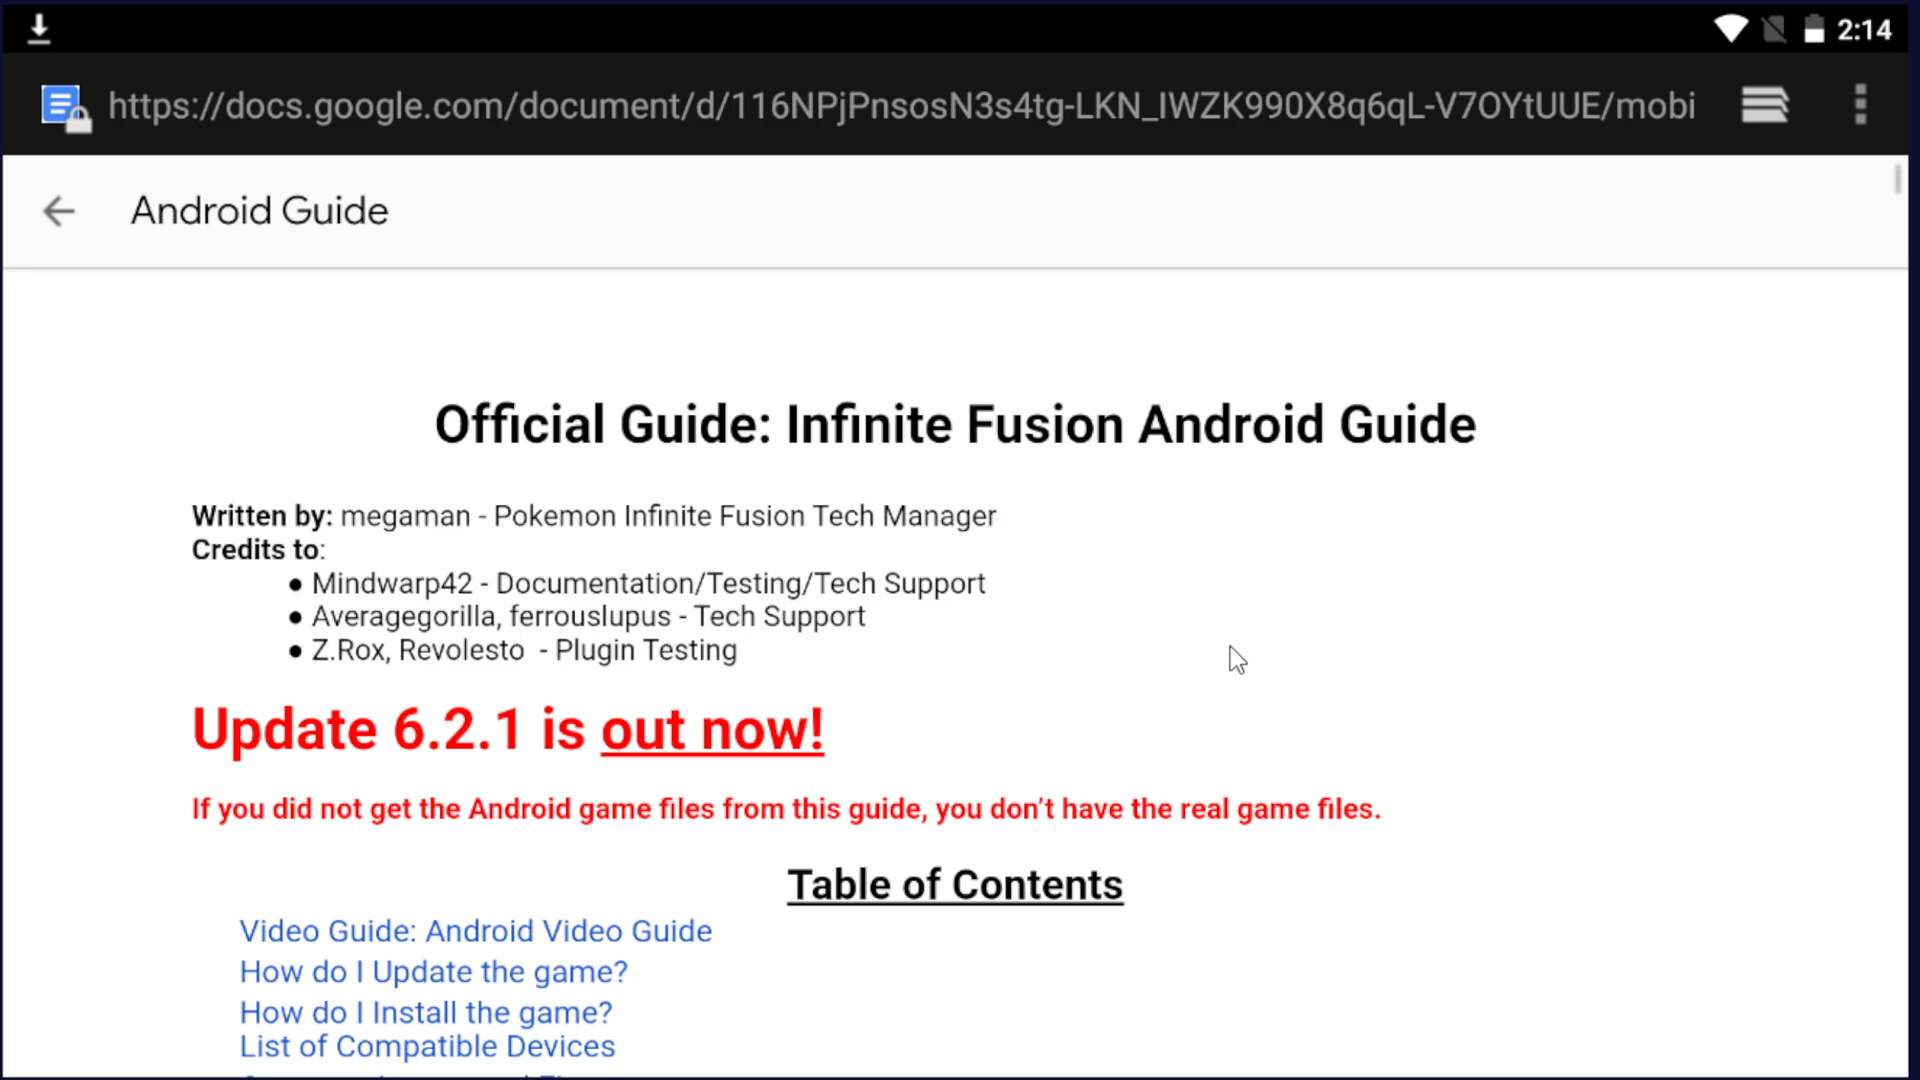 2:14
https://docs.google.com/document/d/116NPjPnsosN3s4tg-LKN_IWZK990X8q6qL-V7OYtUUE/mobi
Android Guide
Official Guide: Infinite Fusion Android Guide
Written by: megaman - Pokemon Infinite Fusion Tech Manager
Credits to:
● Mindwarp42 - Documentation/Testing/Tech Support
● Averagegorilla, ferrouslupus - Tech Support
● Z.Rox, Revolesto - Plugin Testing
Update 6.2.1 is out now!
If you did not get the Android game files from this guide, you don’t have the real game files.
Table of Contents
Video Guide: Android Video Guide
How do I Update the game?
How do I Install the game?
List of Compatible Devices